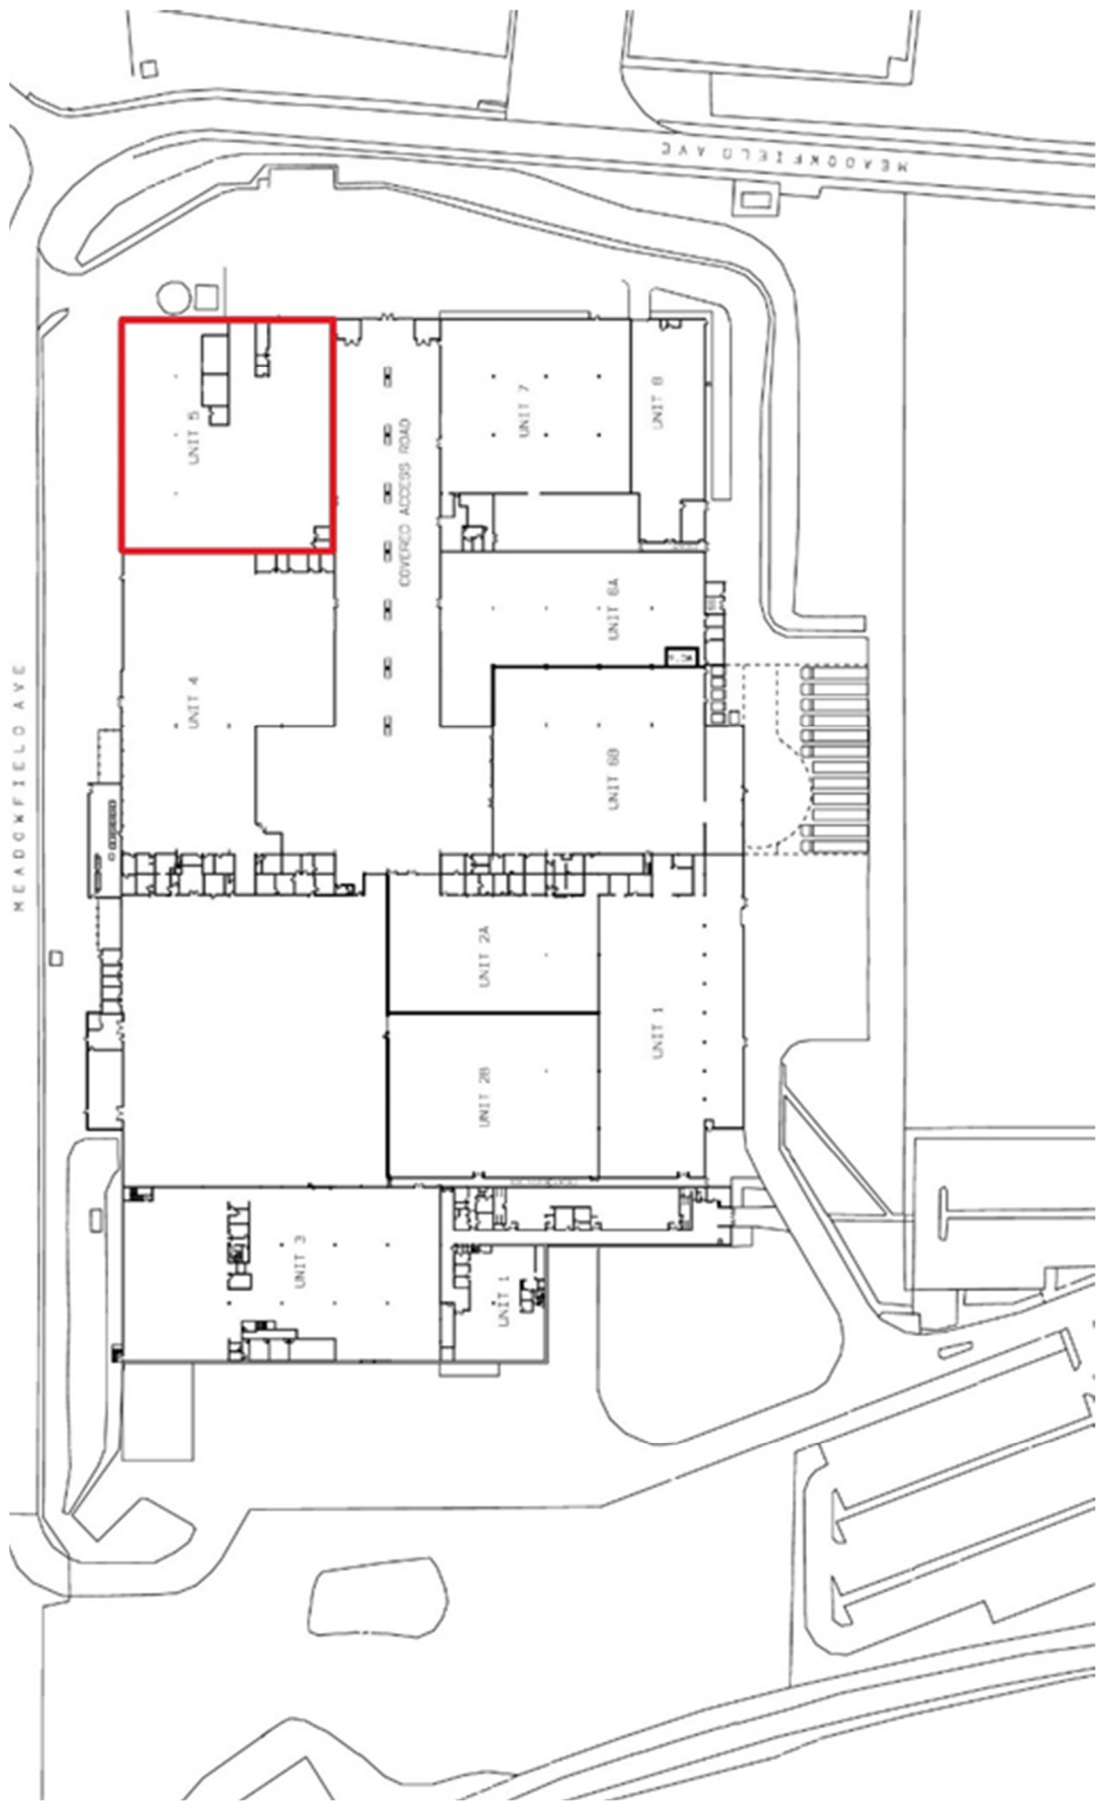 MEADOWFIELD AVE
UNIT 5
COVERED ACCESS ROAD
UNIT 7
UNIT 8
UNIT 4
UNIT 6A
UNIT 6B
MEADOWFIELD AVE
UNIT 2A
UNIT 2B
UNIT 1
UNIT 3
UNIT 1